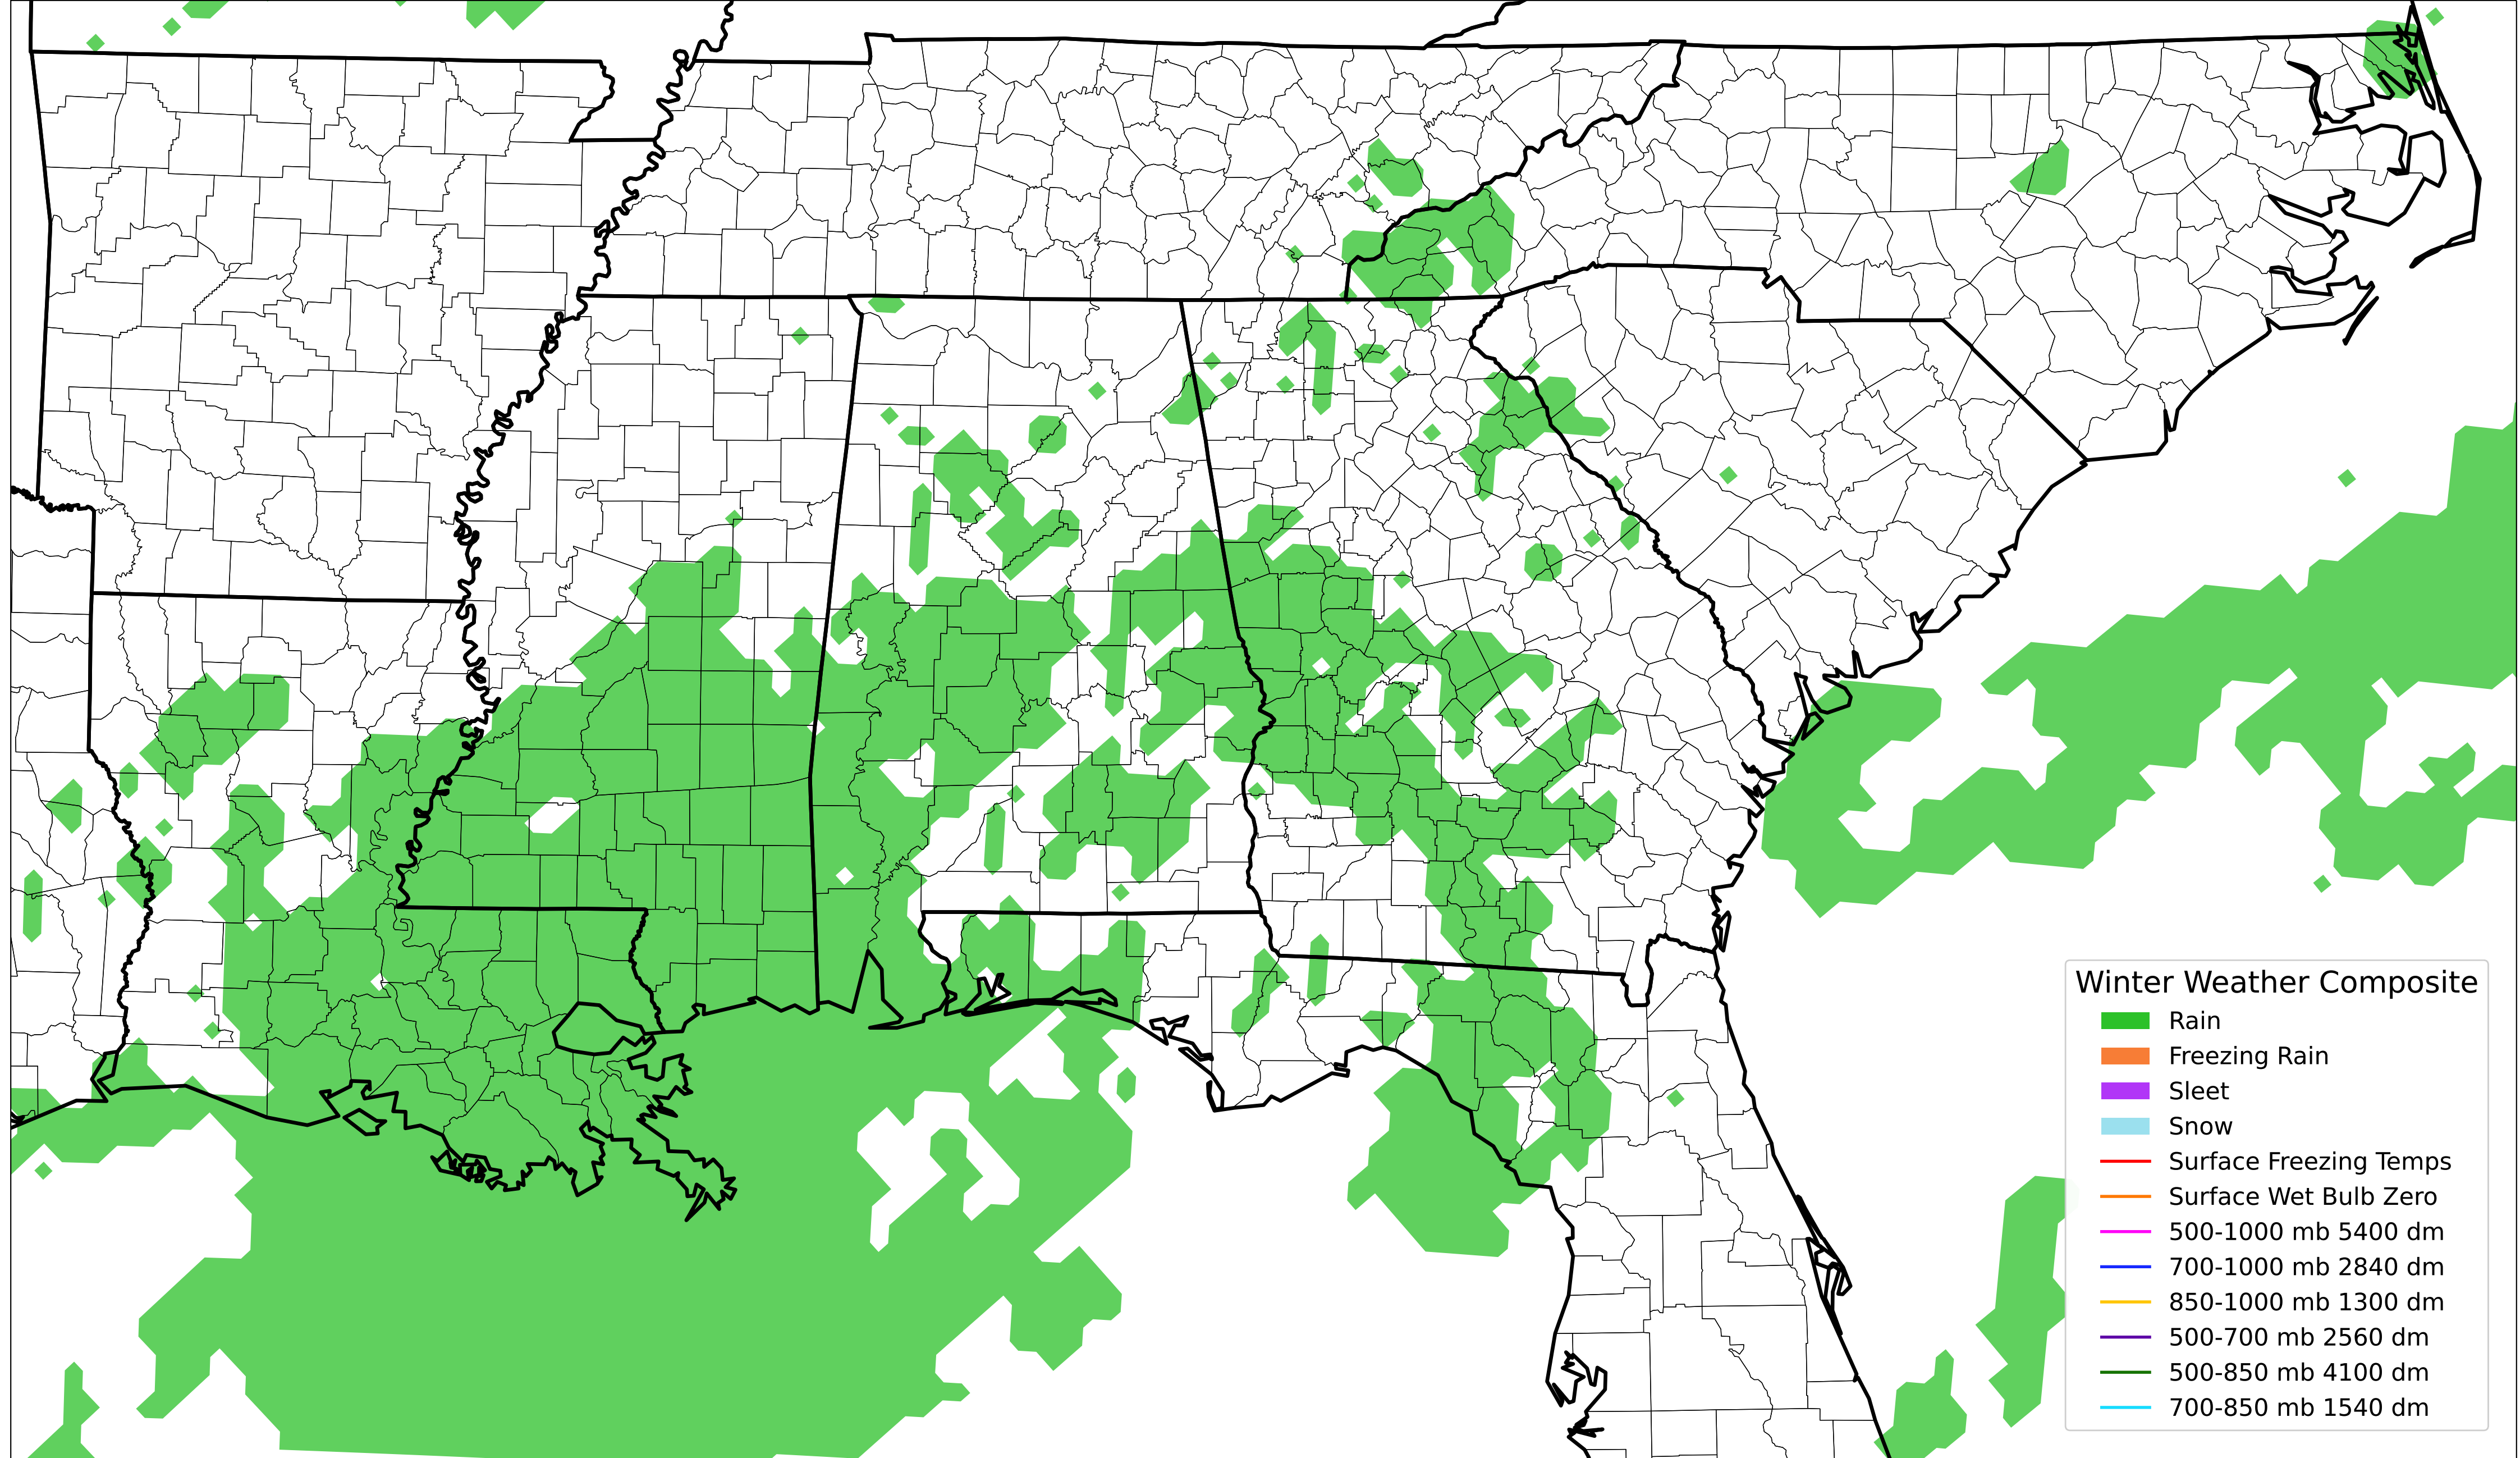 Winter Weather Composite
Rain
Freezing Rain
Sleet
Snow
Surface Freezing Temps
Surface Wet Bulb Zero
500-1000 mb 5400 dm
700-1000 mb 2840 dm
850-1000 mb 1300 dm
500-700 mb 2560 dm
500-850 mb 4100 dm
700-850 mb 1540 dm